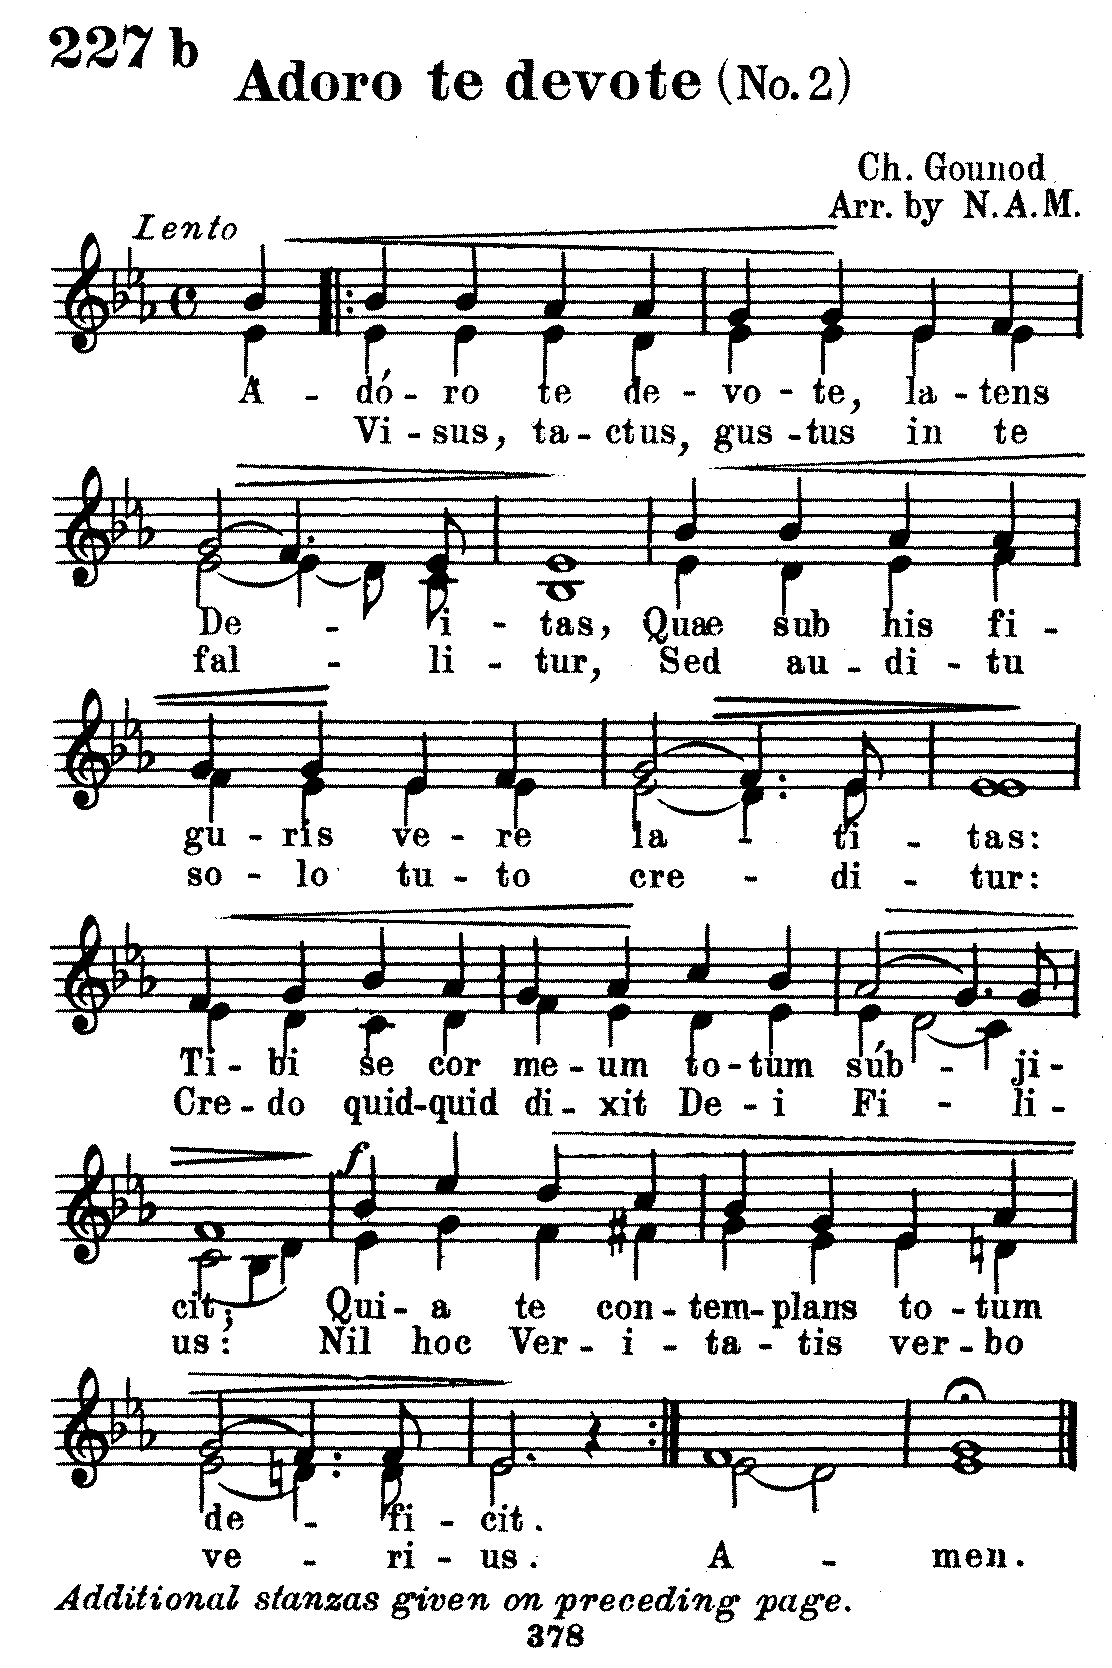 227 b
Adoro te devote (No. 2)
Ch. Gounod
Arr. by N. A. M.
Lento
A - dó - ro te de - vo - te, la - tens
Vi - sus, ta - ctus, gus - tus in te
De - i - tas, Quae sub his fi -
fal - li - tur, Sed au - di - tu
gu - ris ve - re la - ti - tas:
so - lo tu - to cre - di - tur:
Ti - bi se cor me - um to - tum súb - ji -
Cre - do quid - quid di - xit De - i Fi - li -
f
cit; Qui - a te con - tem - plans to - tum
us: Nil hoc Ver - i - ta - tis ver - bo
de - fi - cit.
ve - ri - us. A - men.
Additional stanzas given on preceding page.
378